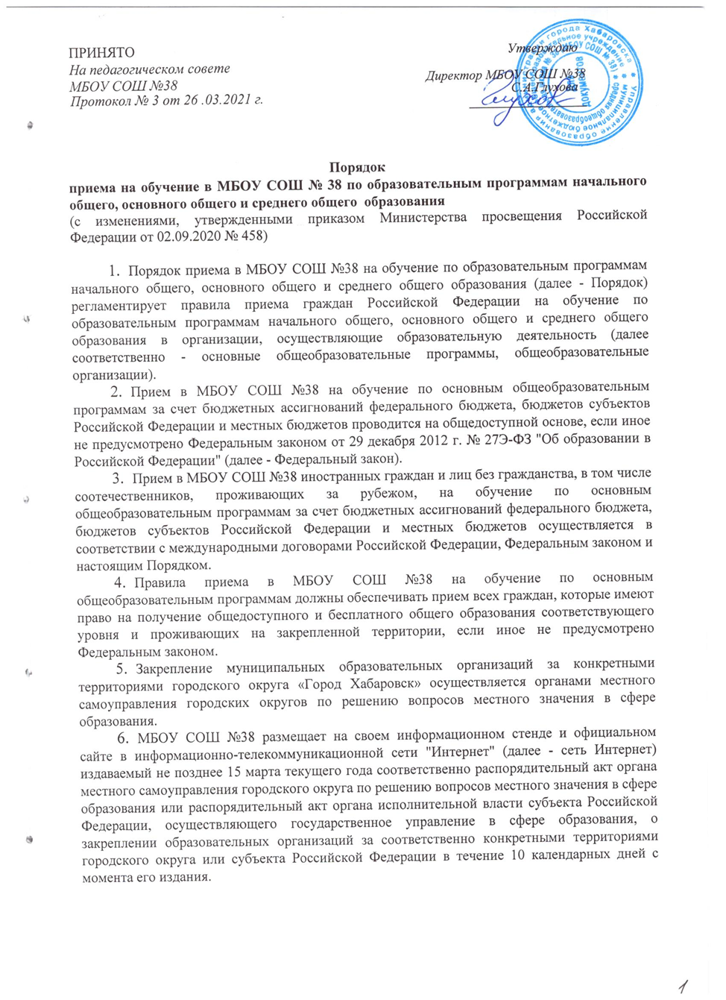 ПРИНЯТО
На педагогическом совете
МБОУ СОШ №38
Протокол № 3 от 26 .03.2021 г.
Утверждаю
Директор МБОУ СОШ №38
С.А.Глухова
Порядок
приема на обучение в МБОУ СОШ № 38 по образовательным программам начального
общего, основного общего и среднего общего образования
(с изменениями, утвержденными приказом Министерства просвещения Российской
Федерации от 02.09.2020 № 458)
1. Порядок приема в МБОУ СОШ №38 на обучение по образовательным программам
начального общего, основного общего и среднего общего образования (далее - Порядок)
регламентирует правила приема граждан Российской Федерации на обучение по
образовательным программам начального общего, основного общего и среднего общего
образования в организации, осуществляющие образовательную деятельность (далее
соответственно - основные общеобразовательные программы, общеобразовательные
организации).
2. Прием в МБОУ СОШ №38 на обучение по основным общеобразовательным
программам за счет бюджетных ассигнований федерального бюджета, бюджетов субъектов
Российской Федерации и местных бюджетов проводится на общедоступной основе, если иное
не предусмотрено Федеральным законом от 29 декабря 2012 г. № 27Э-ФЗ "Об образовании в
Российской Федерации" (далее - Федеральный закон).
3. Прием в МБОУ СОШ №38 иностранных граждан и лиц без гражданства, в том числе
соотечественников, проживающих за рубежом, на обучение по основным
общеобразовательным программам за счет бюджетных ассигнований федерального бюджета,
бюджетов субъектов Российской Федерации и местных бюджетов осуществляется в
соответствии с международными договорами Российской Федерации, Федеральным законом и
настоящим Порядком.
4. Правила приема в МБОУ СОШ №38 на обучение по основным
общеобразовательным программам должны обеспечивать прием всех граждан, которые имеют
право на получение общедоступного и бесплатного общего образования соответствующего
уровня и проживающих на закрепленной территории, если иное не предусмотрено
Федеральным законом.
5. Закрепление муниципальных образовательных организаций за конкретными
территориями городского округа «Город Хабаровск» осуществляется органами местного
самоуправления городских округов по решению вопросов местного значения в сфере
образования.
6. МБОУ СОШ №38 размещает на своем информационном стенде и официальном
сайте в информационно-телекоммуникационной сети "Интернет" (далее - сеть Интернет)
издаваемый не позднее 15 марта текущего года соответственно распорядительный акт органа
местного самоуправления городского округа по решению вопросов местного значения в сфере
образования или распорядительный акт органа исполнительной власти субъекта Российской
Федерации, осуществляющего государственное управление в сфере образования, о
закреплении образовательных организаций за соответственно конкретными территориями
городского округа или субъекта Российской Федерации в течение 10 календарных дней с
момента его издания.
1